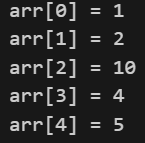 arr[0] = 1
arr[1] = 2
arr[2] = 10
arr[3] = 4
arr[4] = 5